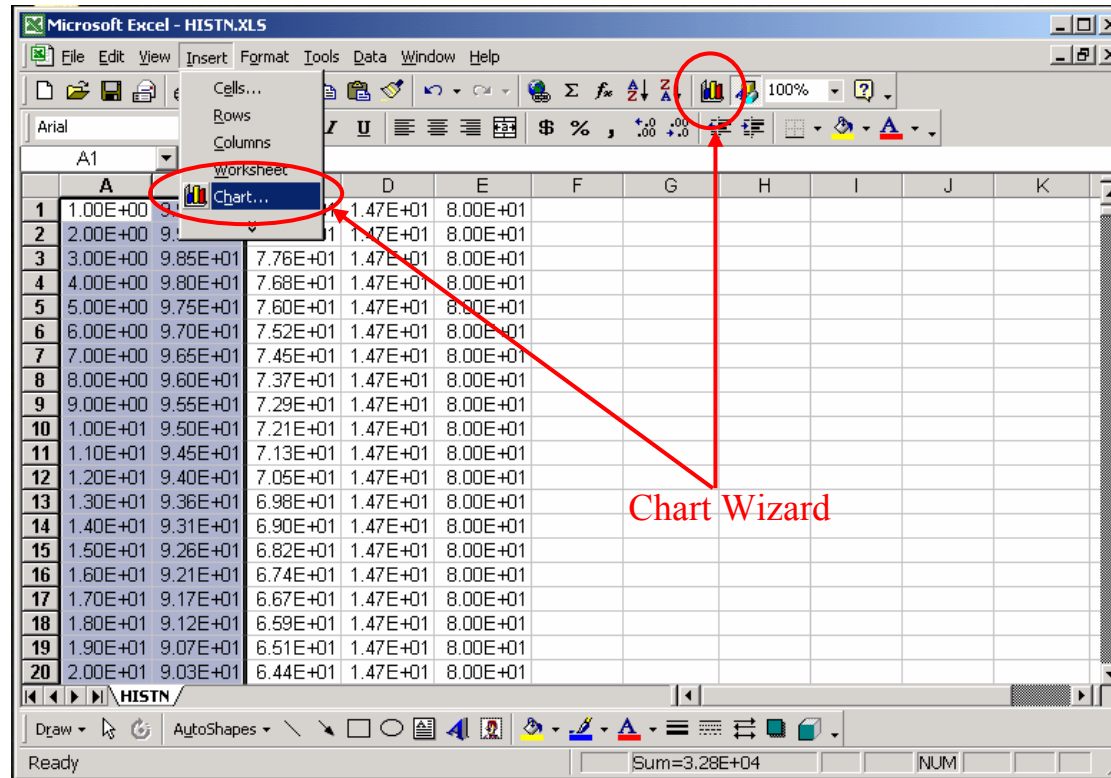 Microsoft Excel - HISTN.XLS
File Edit View Insert Format Tools Data Window Help
Cells...
100%
Arial
Rows
I U $ % ,
Columns
A1
Worksheet
Chart...
A D E F G H I J K
1 1.00E+00 1.47E+01 8.00E+01
2 2.00E+00 1.47E+01 8.00E+01
3 3.00E+00 9.85E+01 7.76E+01 1.47E+01 8.00E+01
4 4.00E+00 9.80E+01 7.68E+01 1.47E+01 8.00E+01
5 5.00E+00 9.75E+01 7.60E+01 1.47E+01 8.00E+01
6 6.00E+00 9.70E+01 7.52E+01 1.47E+01 8.00E+01
7 7.00E+00 9.65E+01 7.45E+01 1.47E+01 8.00E+01
8 8.00E+00 9.60E+01 7.37E+01 1.47E+01 8.00E+01
9 9.00E+00 9.55E+01 7.29E+01 1.47E+01 8.00E+01
10 1.00E+01 9.50E+01 7.21E+01 1.47E+01 8.00E+01
11 1.10E+01 9.45E+01 7.13E+01 1.47E+01 8.00E+01
12 1.20E+01 9.40E+01 7.05E+01 1.47E+01 8.00E+01
13 1.30E+01 9.36E+01 6.98E+01 1.47E+01 8.00E+01
Chart Wizard
14 1.40E+01 9.31E+01 6.90E+01 1.47E+01 8.00E+01
15 1.50E+01 9.26E+01 6.82E+01 1.47E+01 8.00E+01
16 1.60E+01 9.21E+01 6.74E+01 1.47E+01 8.00E+01
17 1.70E+01 9.17E+01 6.67E+01 1.47E+01 8.00E+01
18 1.80E+01 9.12E+01 6.59E+01 1.47E+01 8.00E+01
19 1.90E+01 9.07E+01 6.51E+01 1.47E+01 8.00E+01
20 2.00E+01 9.03E+01 6.44E+01 1.47E+01 8.00E+01
HISTN
Draw AutoShapes
Ready Sum=3.28E+04 NUM